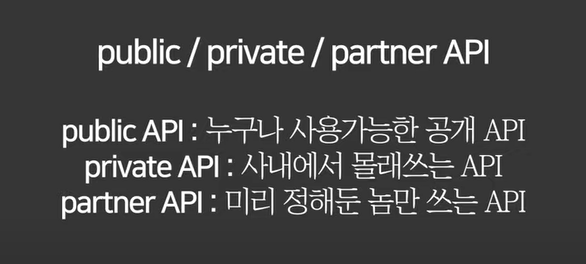 public / private / partner API
public API : 누구나 사용가능한 공개 API
private API : 사내에서 몰래쓰는 API
partner API : 미리 정해둔 놈만 쓰는 API